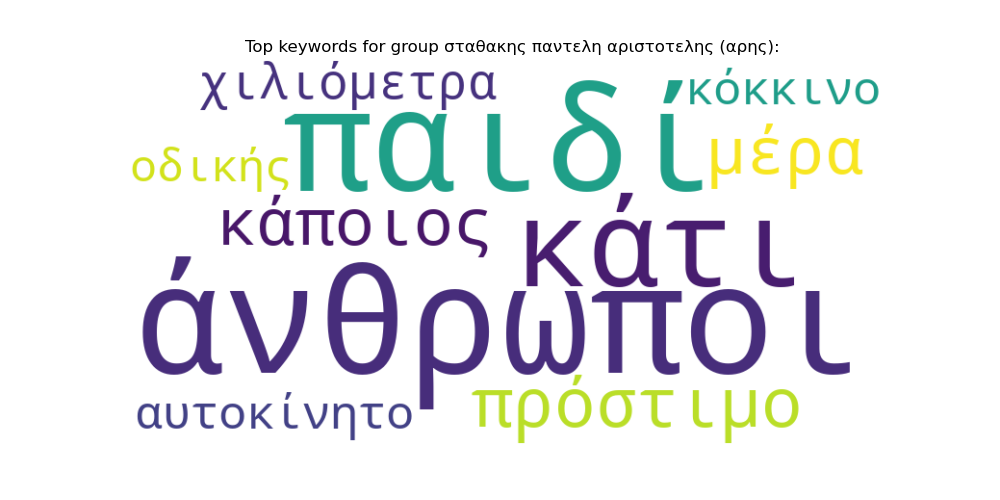 Top keywords for group σταθακης παντελη αριστοτελης (αρης):
χιλιόμετρα
κόκκινο
παιδί
οδικής
μέρα
κάποιος
κάτι
άνθρωποι
αυτοκίνητο
πρόστιμο